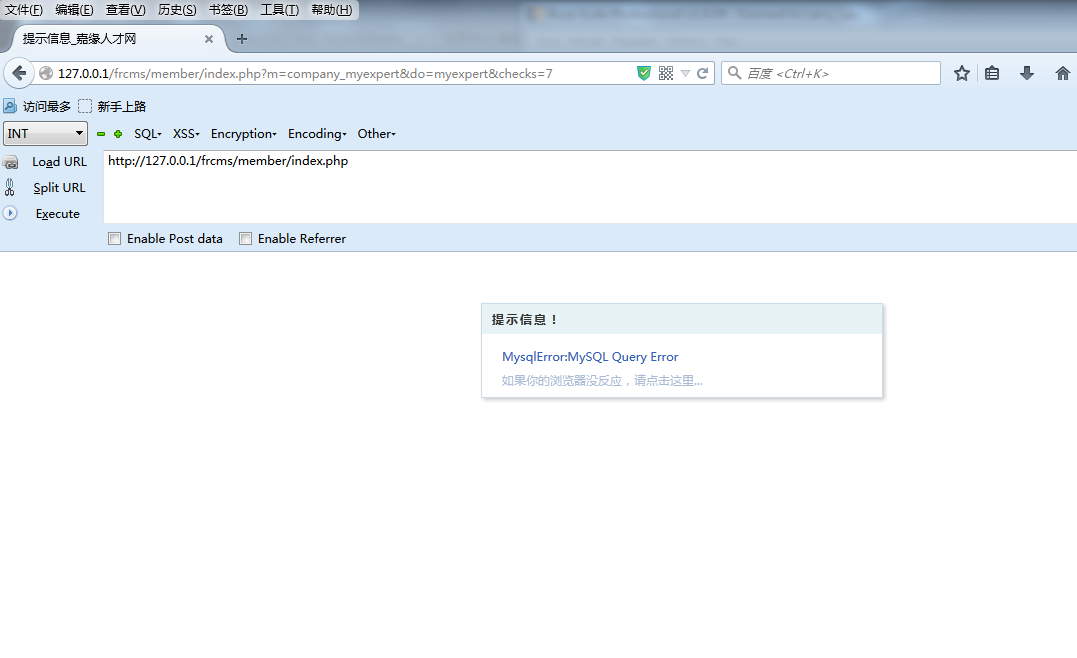 文件(F) 编辑(E) 查看(V) 历史(S) 书签(B) 工具(T) 帮助(H)
提示信息_嘉缘人才网
127.0.0.1/frcms/member/index.php?m=company_myexpert&do=myexpert&checks=7
百度 <Ctrl+K>
访问最多 新手上路
INT SQL XSS Encryption Encoding Other
Load URL http://127.0.0.1/frcms/member/index.php
Split URL
Execute
Enable Post data Enable Referrer
提示信息！
MysqlError:MySQL Query Error
如果你的浏览器没反应，请点击这里...